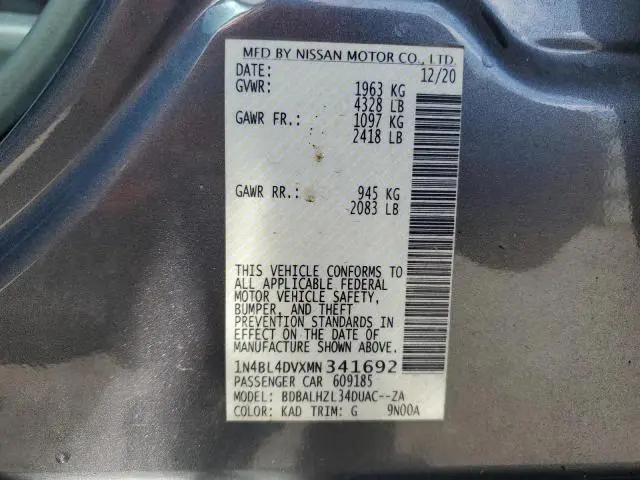 MFD BY NISSAN MOTOR CO., LTD.
DATE: 12/20
GVWR: 1963 KG
4328 LB
GAWR FR.: 1097 KG
2418 LB
GAWR RR.: 945 KG
2083 LB
THIS VEHICLE CONFORMS TO
ALL APPLICABLE FEDERAL
MOTOR VEHICLE SAFETY,
BUMPER, AND THEFT
PREVENTION STANDARDS IN
EFFECT ON THE DATE OF
MANUFACTURE SHOWN ABOVE.
1N4BL4DVXMN341692
PASSENGER CAR 609185
MODEL: BDBALHZL34DUAC--ZA
COLOR: KAD TRIM: G 9N00A